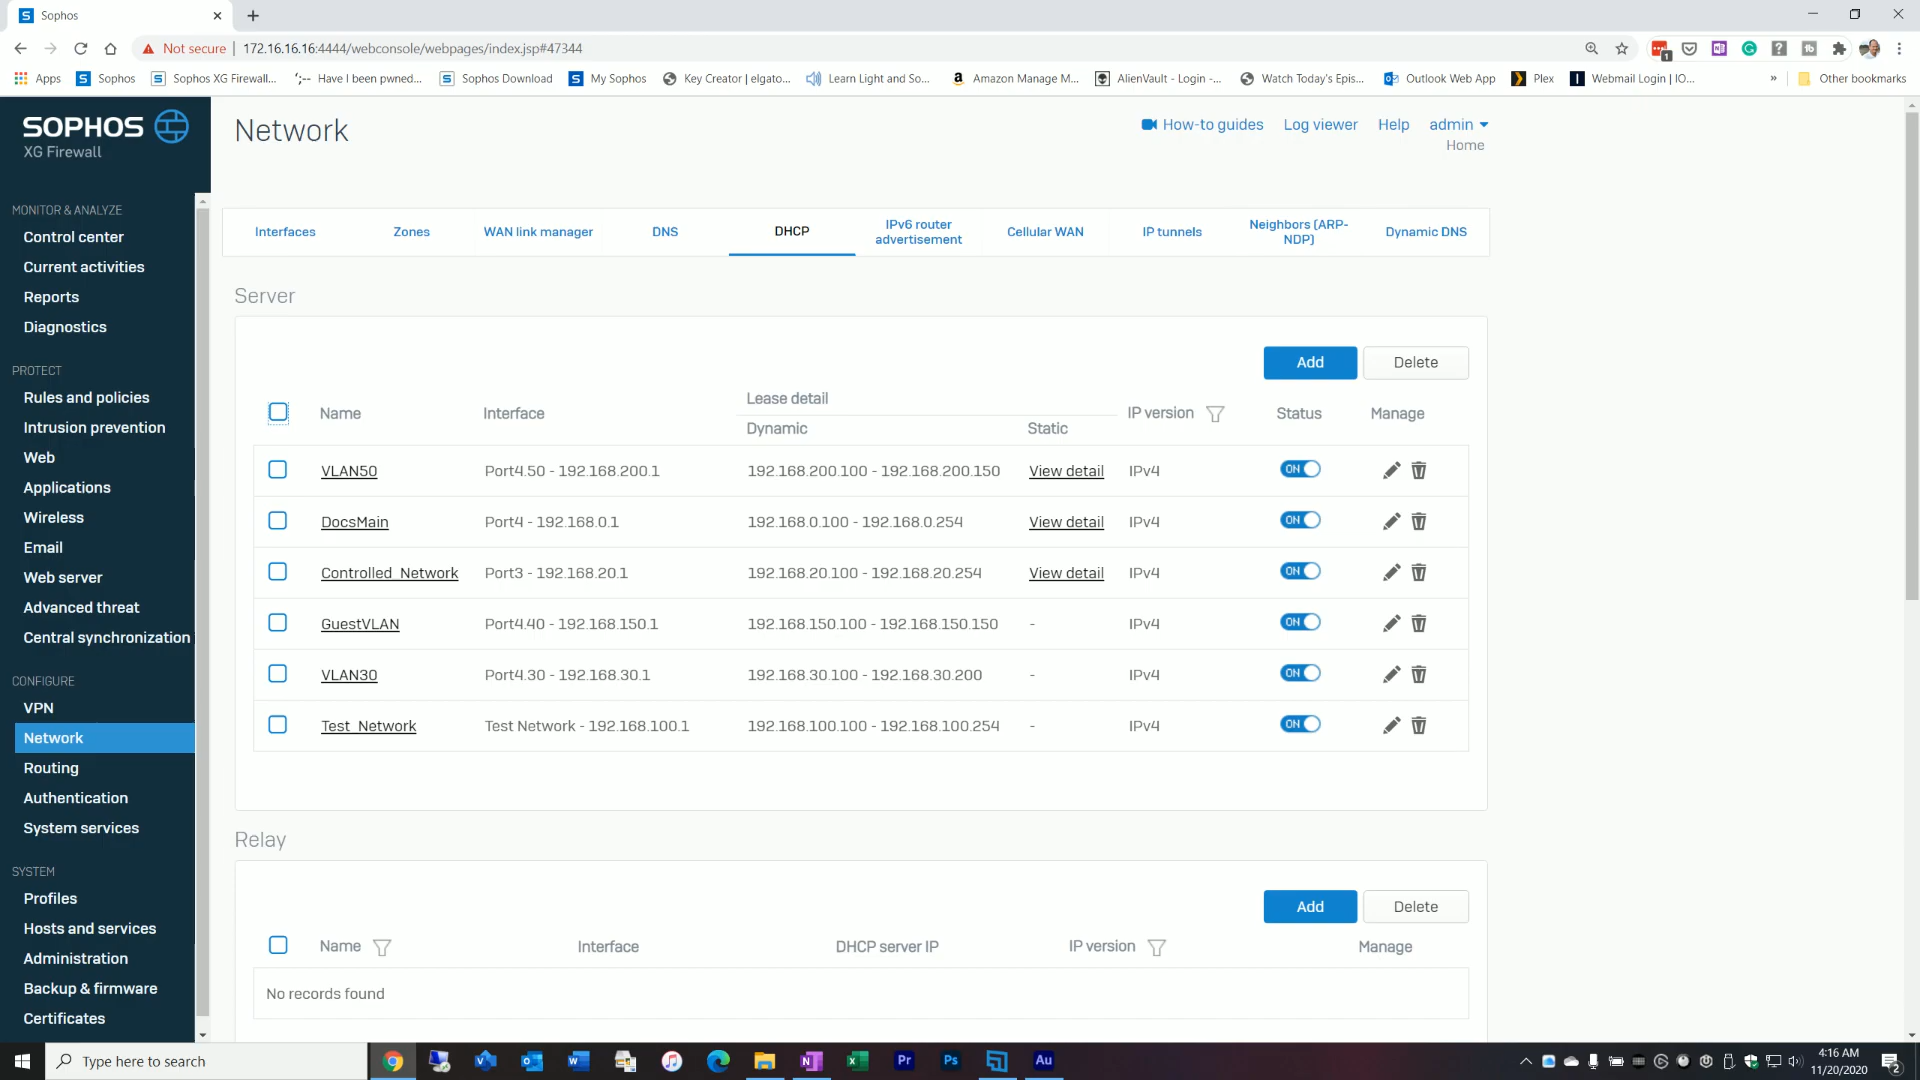 Sophos
Not secure | 172.16.16.16:4444/webconsole/webpages/index.jsp#47344
Apps Sophos Sophos XG Firewall... Have I been pwned... Sophos Download My Sophos Key Creator | elgato... Learn Light and So... Amazon Manage M... AlienVault - Login -... Watch Today's Epis... Outlook Web App Plex Webmail Login | IO... » Other bookmarks
SOPHOS
XG Firewall
Network
How-to guides Log viewer Help admin
Home
MONITOR & ANALYZE
Control center
Current activities
Reports
Diagnostics
PROTECT
Rules and policies
Intrusion prevention
Web
Applications
Wireless
Email
Web server
Advanced threat
Central synchronization
CONFIGURE
VPN
Network
Routing
Authentication
System services
SYSTEM
Profiles
Hosts and services
Administration
Backup & firmware
Certificates
Interfaces Zones WAN link manager DNS DHCP IPv6 router advertisement Cellular WAN IP tunnels Neighbors (ARP-NDP) Dynamic DNS
Server
Add Delete
Name Interface Lease detail IP version Status Manage
Dynamic Static
VLAN50 Port4.50 - 192.168.200.1 192.168.200.100 - 192.168.200.150 View detail IPv4 ON
DocsMain Port4 - 192.168.0.1 192.168.0.100 - 192.168.0.254 View detail IPv4 ON
Controlled_Network Port3 - 192.168.20.1 192.168.20.100 - 192.168.20.254 View detail IPv4 ON
GuestVLAN Port4.40 - 192.168.150.1 192.168.150.100 - 192.168.150.150 - IPv4 ON
VLAN30 Port4.30 - 192.168.30.1 192.168.30.100 - 192.168.30.200 - IPv4 ON
Test_Network Test Network - 192.168.100.1 192.168.100.100 - 192.168.100.254 - IPv4 ON
Relay
Add Delete
Name Interface DHCP server IP IP version Manage
No records found
Type here to search
4:16 AM
11/20/2020
2